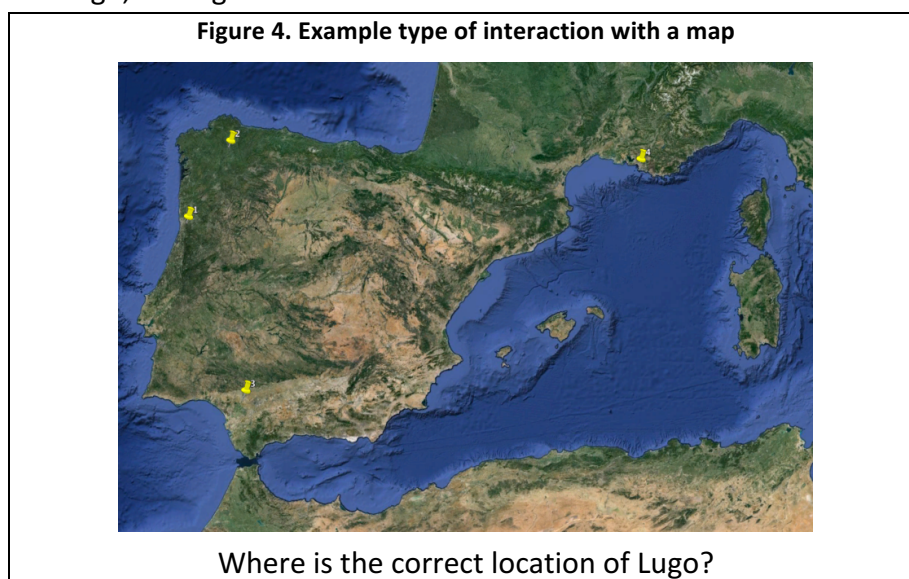 Figure 4. Example type of interaction with a map
2
4
1
3
Where is the correct location of Lugo?